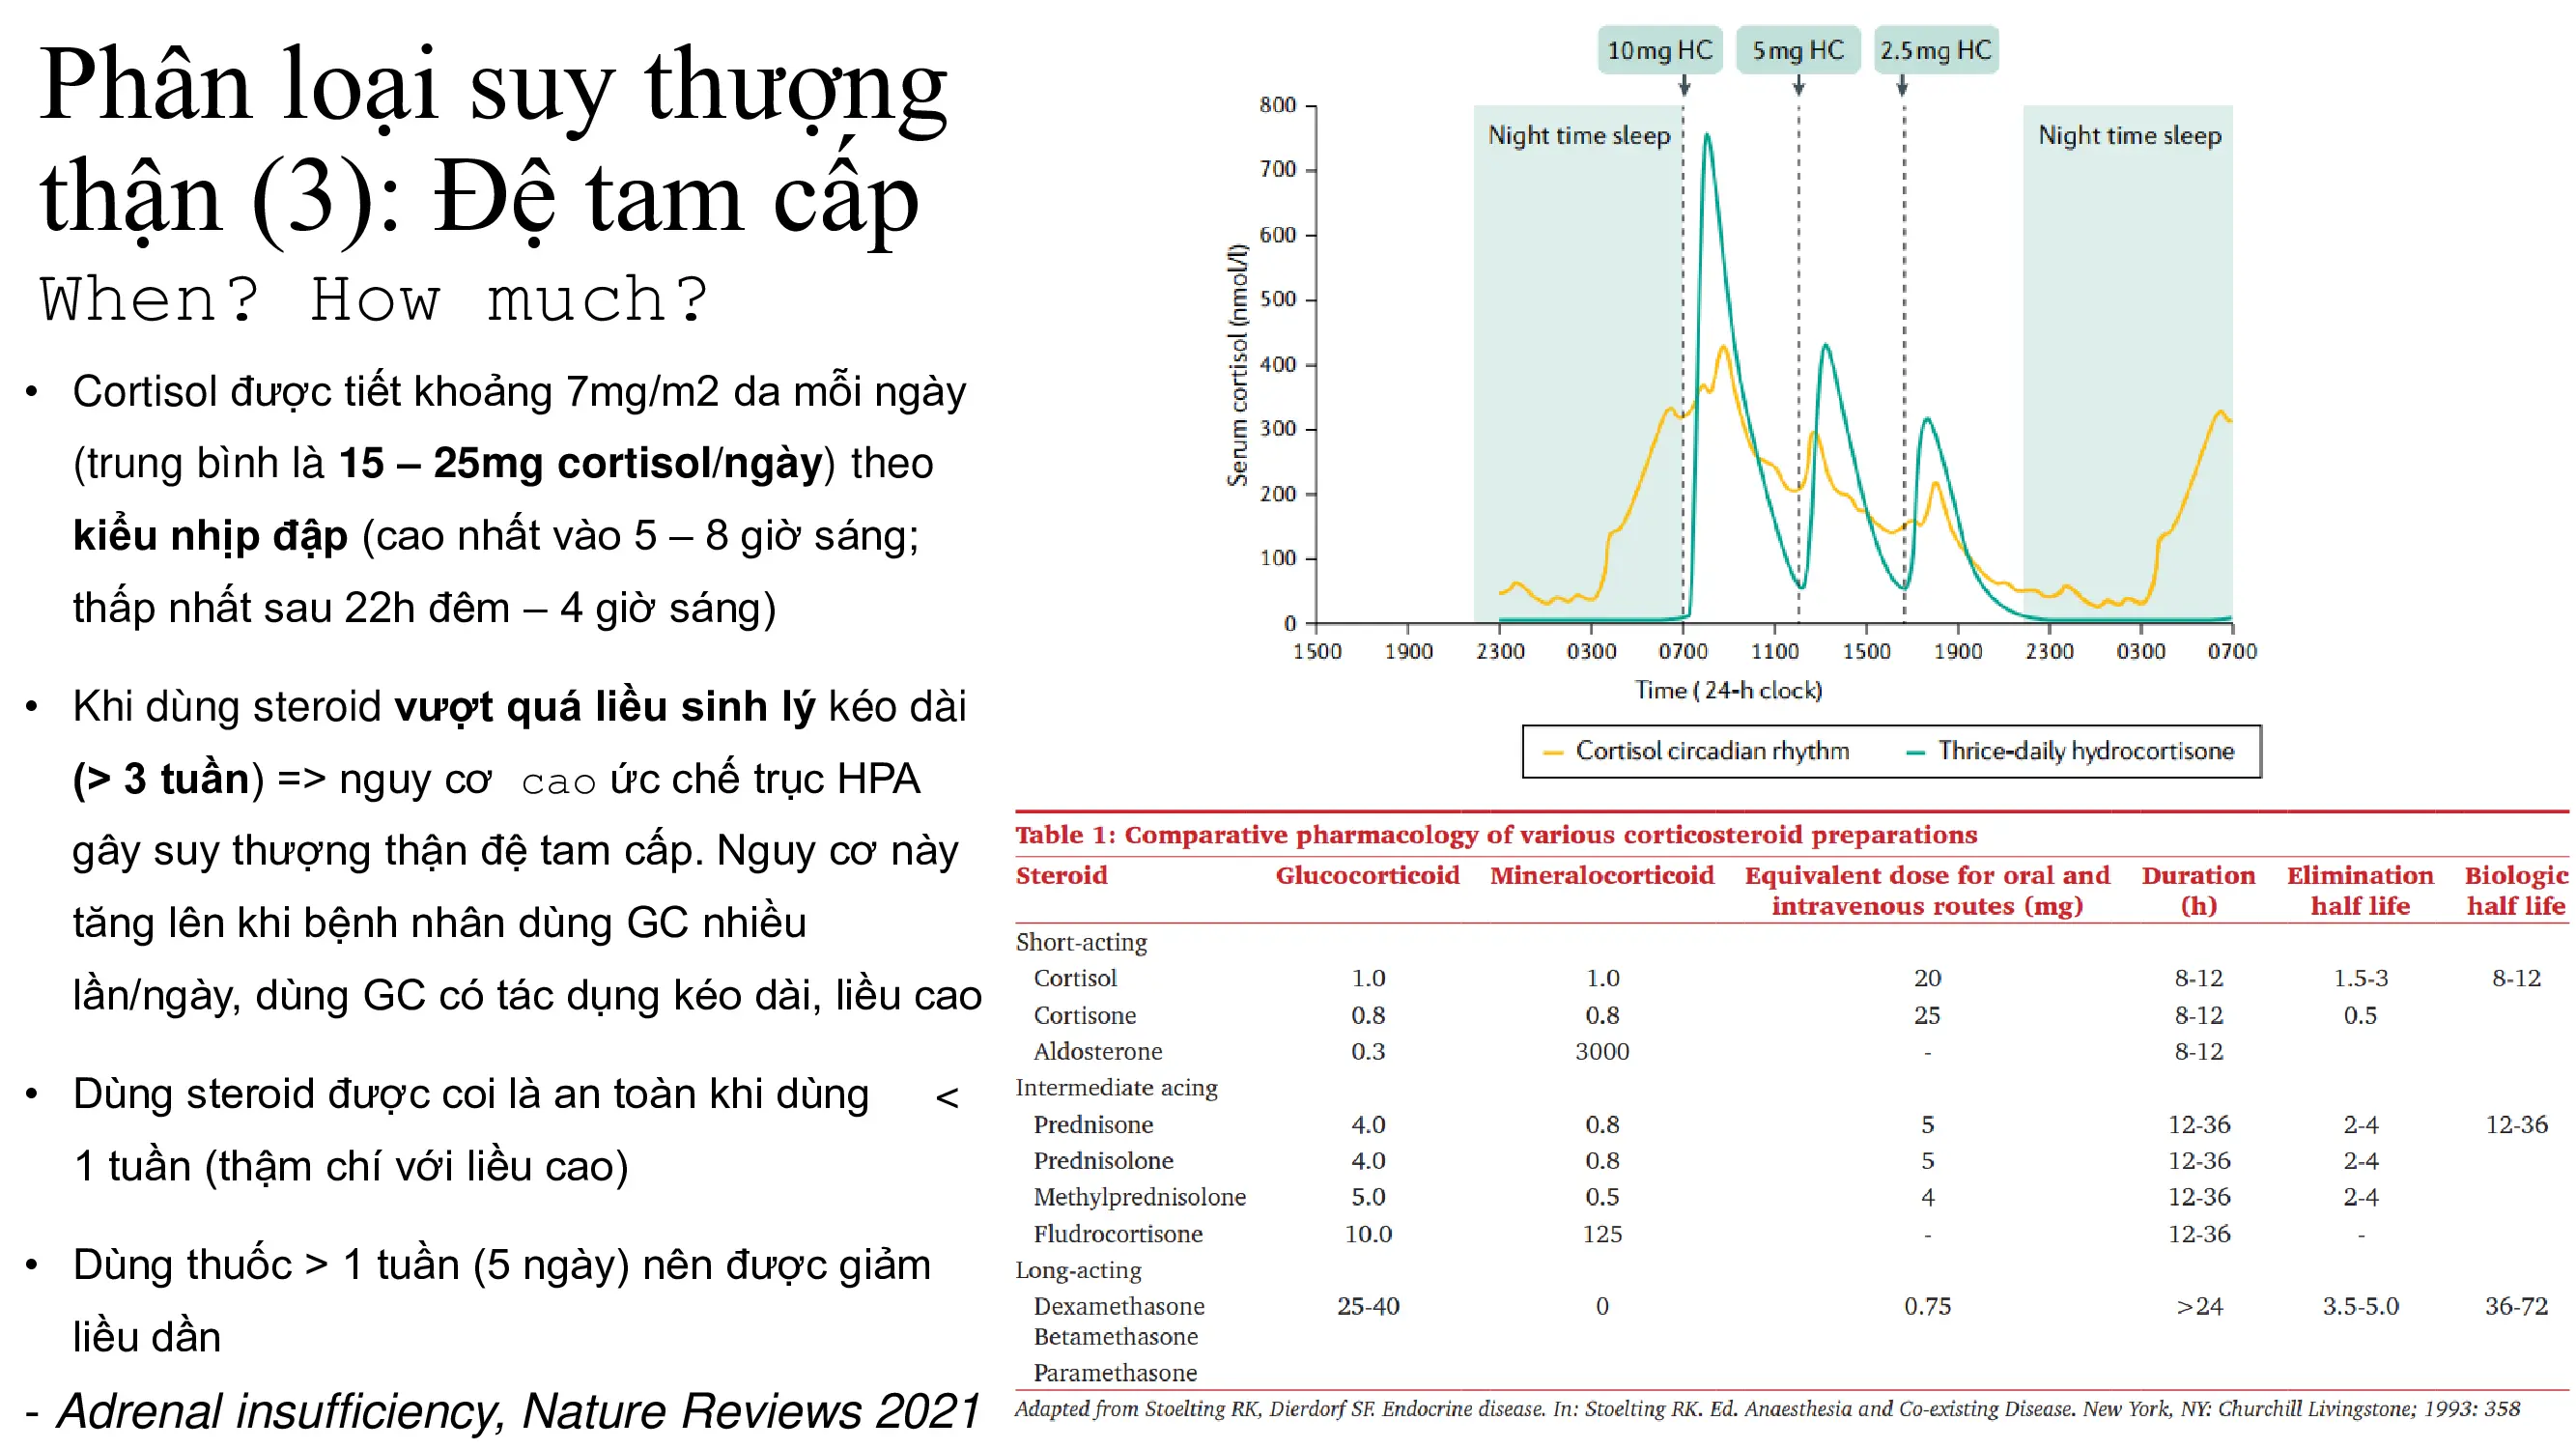 Phân loại suy thượng
thận (3): Đệ tam cấp
When? How much?
• Cortisol được tiết khoảng 7mg/m2 da mỗi ngày
(trung bình là 15 – 25mg cortisol/ngày) theo
kiểu nhịp đập (cao nhất vào 5 – 8 giờ sáng;
thấp nhất sau 22h đêm – 4 giờ sáng)
• Khi dùng steroid vượt quá liều sinh lý kéo dài
(> 3 tuần) => nguy cơ cao ức chế trục HPA
gây suy thượng thận đệ tam cấp. Nguy cơ này
tăng lên khi bệnh nhân dùng GC nhiều
lần/ngày, dùng GC có tác dụng kéo dài, liều cao
• Dùng steroid được coi là an toàn khi dùng <
1 tuần (thậm chí với liều cao)
• Dùng thuốc > 1 tuần (5 ngày) nên được giảm
liều dần
- Adrenal insufficiency, Nature Reviews 2021
10 mg HC 5 mg HC 2.5 mg HC
Night time sleep Night time sleep
Serum cortisol (nmol/l)
800
700
600
500
400
300
200
100
0
1500 1900 2300 0300 0700 1100 1500 1900 2300 0300 0700
Time ( 24-h clock)
Cortisol circadian rhythm Thrice-daily hydrocortisone
Table 1: Comparative pharmacology of various corticosteroid preparations
Steroid Glucocorticoid Mineralocorticoid Equivalent dose for oral and Duration Elimination Biologic
intravenous routes (mg) (h) half life half life
Short-acting
Cortisol 1.0 1.0 20 8-12 1.5-3 8-12
Cortisone 0.8 0.8 25 8-12 0.5
Aldosterone 0.3 3000 - 8-12
Intermediate acing
Prednisone 4.0 0.8 5 12-36 2-4 12-36
Prednisolone 4.0 0.8 5 12-36 2-4
Methylprednisolone 5.0 0.5 4 12-36 2-4
Fludrocortisone 10.0 125 - 12-36 -
Long-acting
Dexamethasone 25-40 0 0.75 >24 3.5-5.0 36-72
Betamethasone
Paramethasone
Adapted from Stoelting RK, Dierdorf SF. Endocrine disease. In: Stoelting RK. Ed. Anaesthesia and Co-existing Disease. New York, NY: Churchill Livingstone; 1993: 358